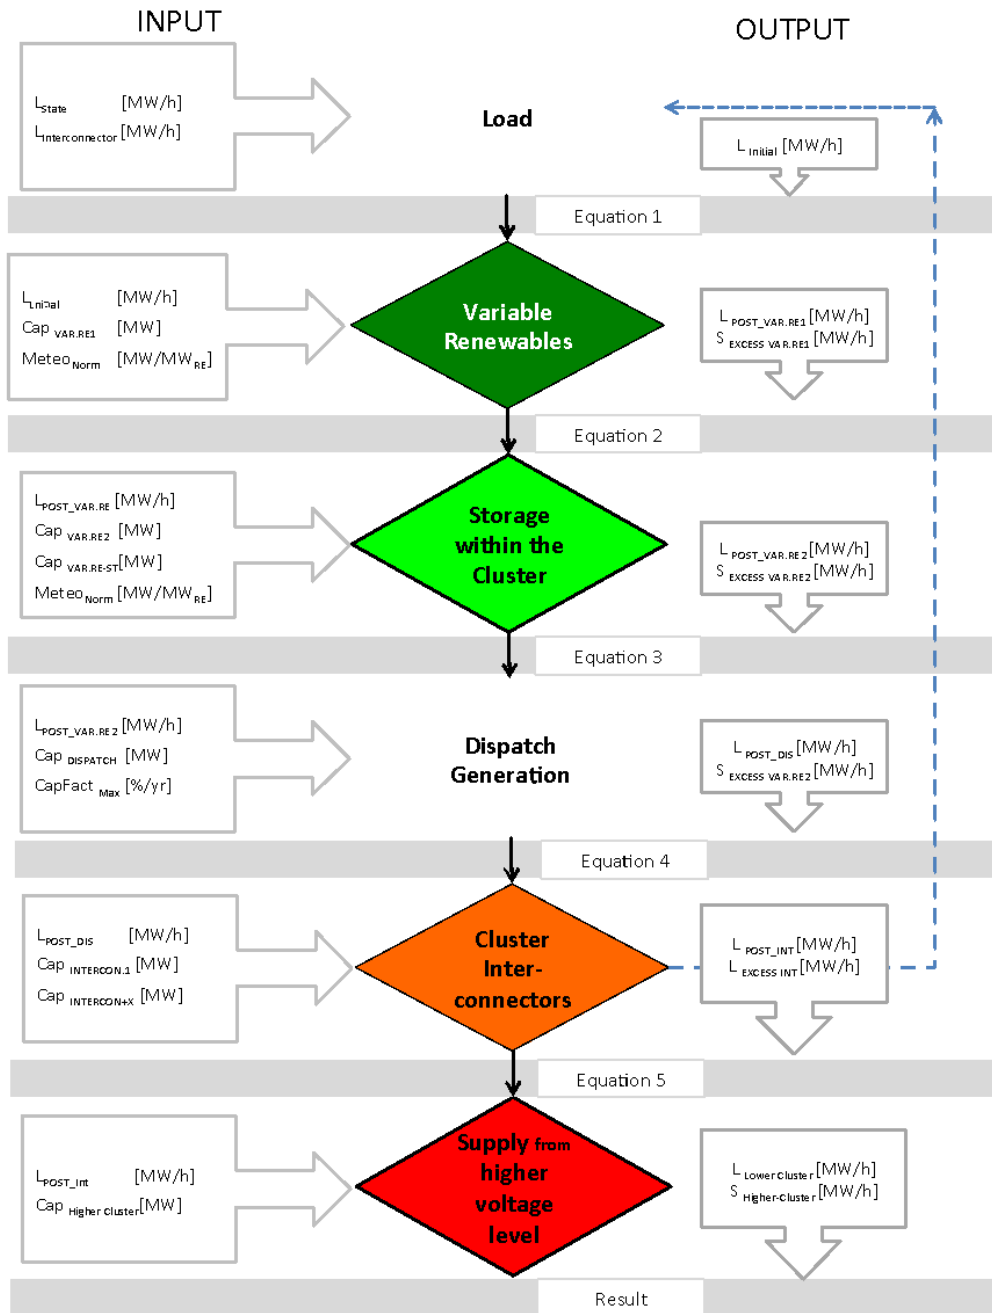 INPUT
OUTPUT
L State [MW/h]
L Interconnector [MW/h]
Load
L Initial [MW/h]
Equation 1
L Initial [MW/h]
Cap VAR.RE1 [MW]
Meteo Norm [MW/MW RE]
Variable
Renewables
L POST_VAR.RE1 [MW/h]
S EXCESS VAR.RE1 [MW/h]
Equation 2
L POST_VAR.RE [MW/h]
Cap VAR.RE2 [MW]
Cap VAR.RE-ST [MW]
Meteo Norm [MW/MW RE]
Storage
within the
Cluster
L POST_VAR.RE2 [MW/h]
S EXCESS VAR.RE2 [MW/h]
Equation 3
L POST_VAR.RE2 [MW/h]
Cap DISPATCH [MW]
CapFact Max [%/yr]
Dispatch
Generation
L POST_DIS [MW/h]
S EXCESS VAR.RE2 [MW/h]
Equation 4
L POST_DIS [MW/h]
Cap INTERCON.1 [MW]
Cap INTERCON+X [MW]
Cluster
Inter-
connectors
L POST_INT [MW/h]
L EXCESS INT [MW/h]
Equation 5
L POST_Int [MW/h]
Cap Higher Cluster [MW]
Supply from
higher
voltage
level
L Lower Cluster [MW/h]
S Higher-Cluster [MW/h]
Result